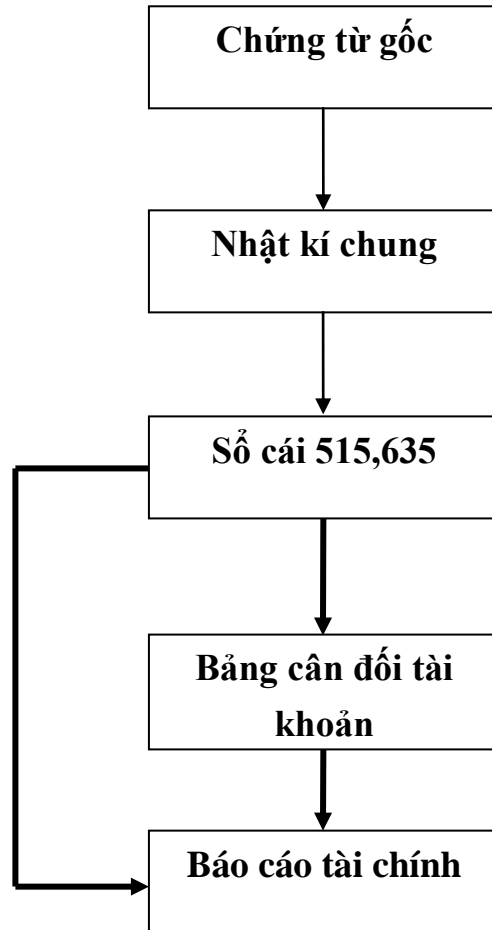 Chứng từ gốc
Nhật kí chung
Sổ cái 515,635
Bảng cân đối tài
khoản
Báo cáo tài chính